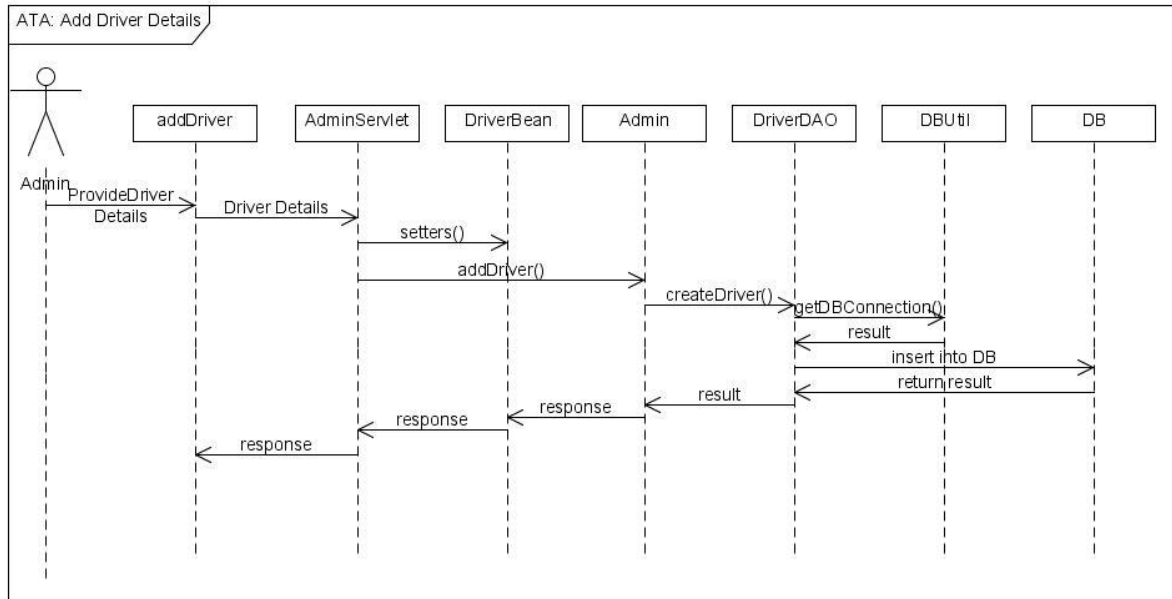 ATA: Add Driver Details
addDriver
AdminServlet
DriverBean
Admin
DriverDAO
DBUtil
DB
Admin
ProvideDriver
Details
Driver Details
setters()
addDriver()
createDriver()
getDBConnection()
result
insert into DB
return result
result
response
response
response